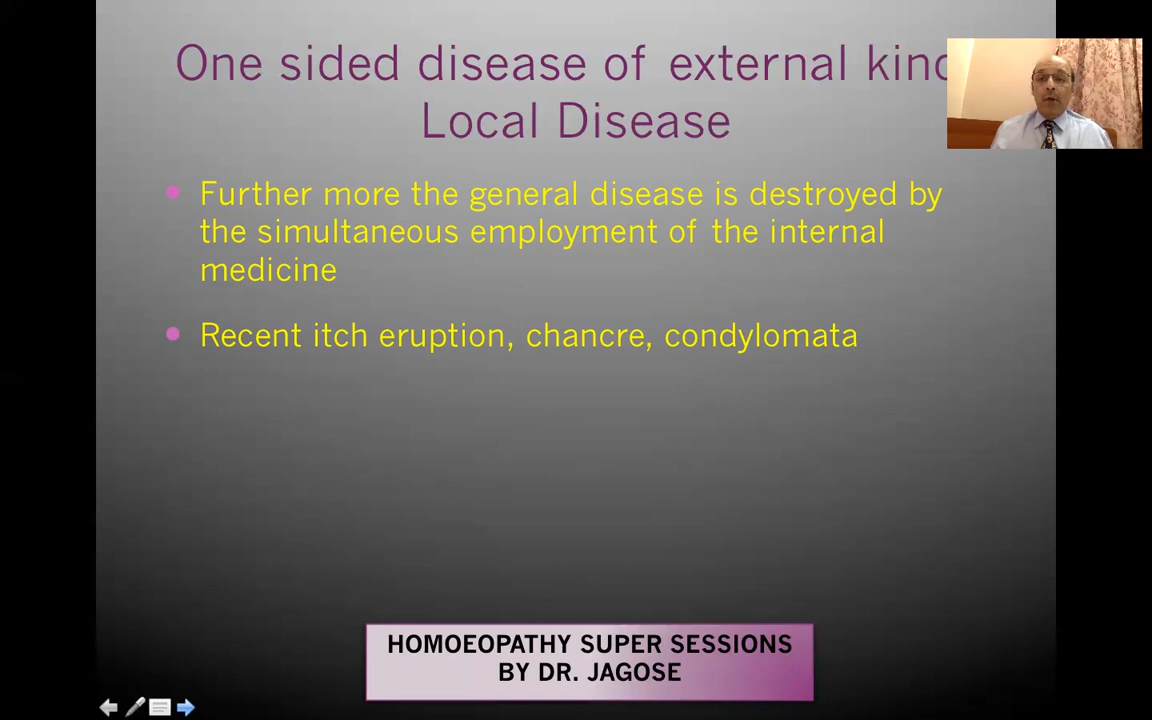 One sided disease of external kind
Local Disease
Further more the general disease is destroyed by
the simultaneous employment of the internal
medicine
Recent itch eruption, chancre, condylomata
HOMOEOPATHY SUPER SESSIONS
BY DR. JAGOSE